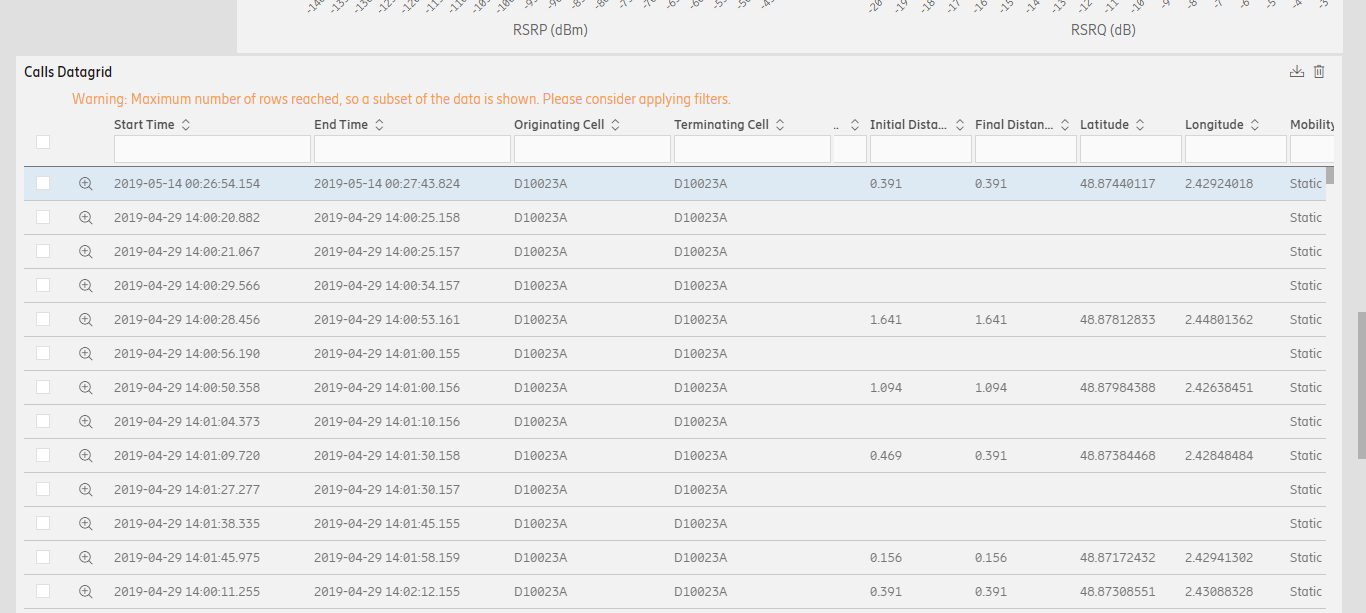 RSRP (dBm) RSRQ (dB)
Calls Datagrid
Warning: Maximum number of rows reached, so a subset of the data is shown. Please consider applying filters.
Start Time End Time Originating Cell Terminating Cell .. Initial Dista... Final Distan... Latitude Longitude Mobility
2019-05-14 00:26:54.154 2019-05-14 00:27:43.824 D10023A D10023A 0.391 0.391 48.87440117 2.42924018 Static
2019-04-29 14:00:20.882 2019-04-29 14:00:25.158 D10023A D10023A Static
2019-04-29 14:00:21.067 2019-04-29 14:00:25.157 D10023A D10023A Static
2019-04-29 14:00:29.566 2019-04-29 14:00:34.157 D10023A D10023A Static
2019-04-29 14:00:28.456 2019-04-29 14:00:53.161 D10023A D10023A 1.641 1.641 48.87812833 2.44801362 Static
2019-04-29 14:00:56.190 2019-04-29 14:01:00.155 D10023A D10023A Static
2019-04-29 14:00:50.358 2019-04-29 14:01:00.156 D10023A D10023A 1.094 1.094 48.87984388 2.42638451 Static
2019-04-29 14:01:04.373 2019-04-29 14:01:10.156 D10023A D10023A Static
2019-04-29 14:01:09.720 2019-04-29 14:01:30.158 D10023A D10023A 0.469 0.391 48.87384468 2.42848484 Static
2019-04-29 14:01:27.277 2019-04-29 14:01:30.157 D10023A D10023A Static
2019-04-29 14:01:38.335 2019-04-29 14:01:45.155 D10023A D10023A Static
2019-04-29 14:01:45.975 2019-04-29 14:01:58.159 D10023A D10023A 0.156 0.156 48.87172432 2.42941302 Static
2019-04-29 14:00:11.255 2019-04-29 14:02:12.155 D10023A D10023A 0.391 0.391 48.87308551 2.43088328 Static